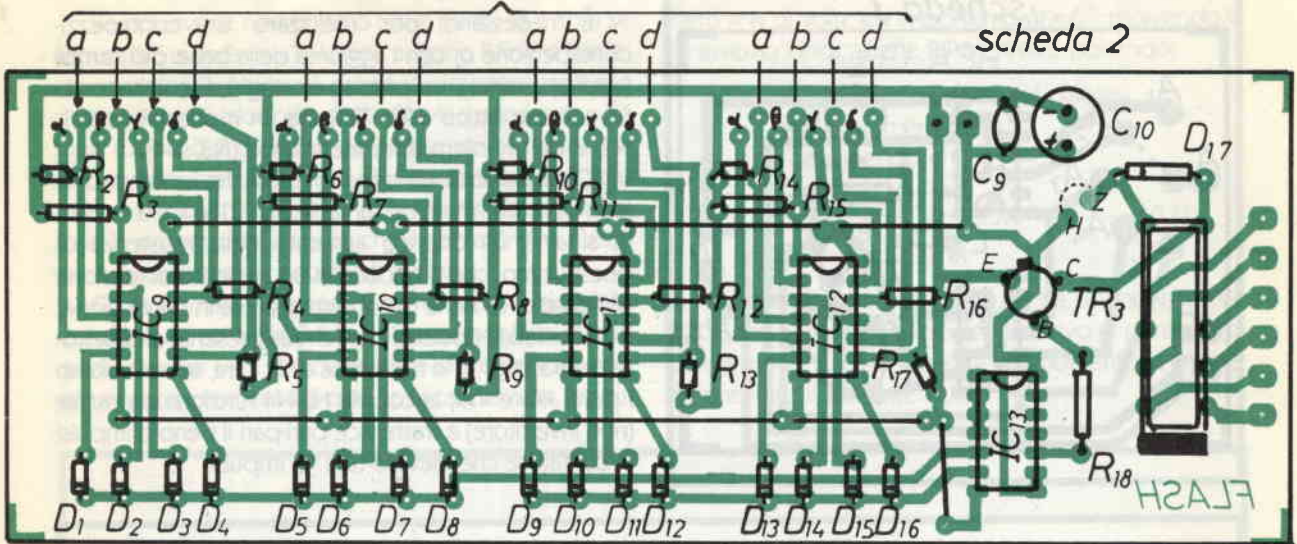 a b c d a b c d a b c d a b c d
scheda 2
α β γ δ α β γ δ α β γ δ α β γ δ
C10
C9
D17
R2 R6 R10 R14
R3 R7 R11 R15
Z
H
E C
TR3
B
R4 R8 R12 R16
IC9 IC10 IC11 IC12
R5 R9 R13 R17
IC13
R18
D1 D2 D3 D4 D5 D6 D7 D8 D9 D10 D11 D12 D13 D14 D15 D16
FLASH